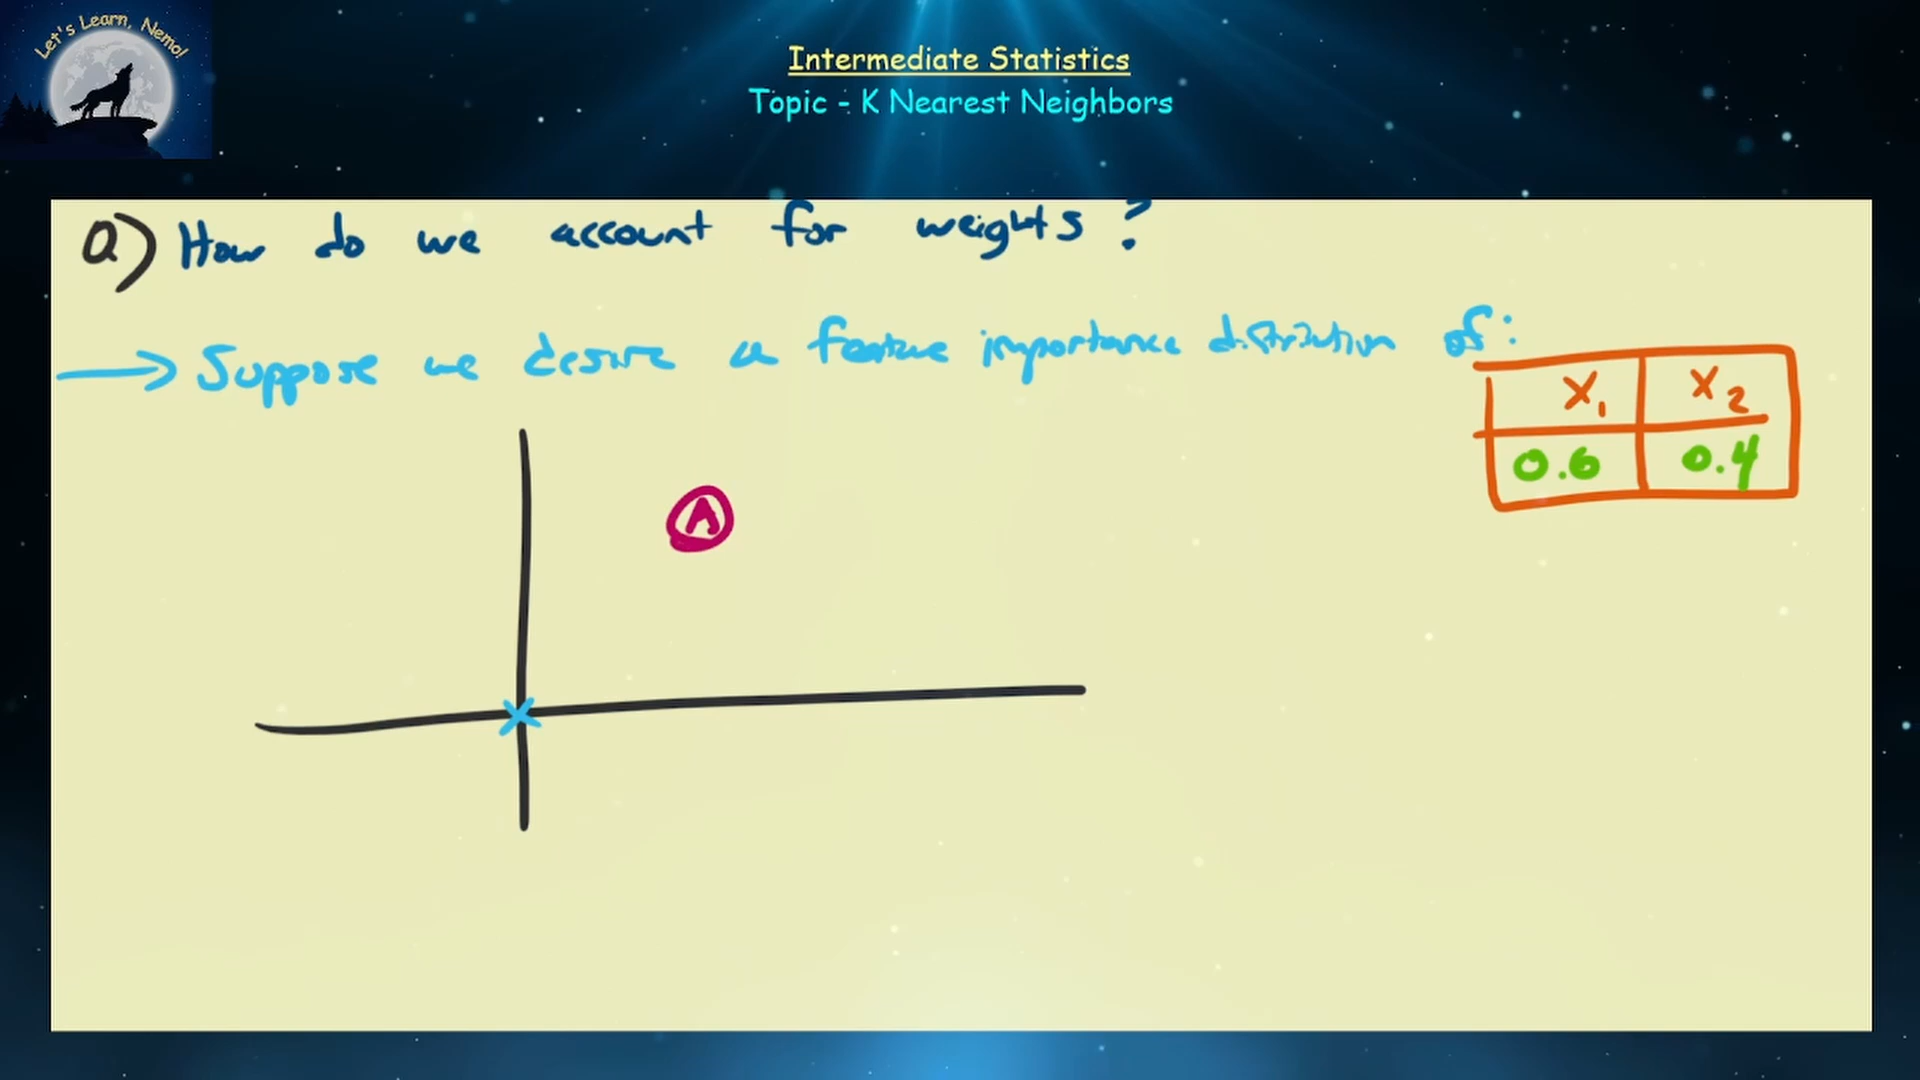 Let's Learn, Nemo!
Intermediate Statistics
Topic - K Nearest Neighbors
a) How do we account for weights?
→ Suppose we desire a feature importance distribution of:
X₁ X₂
0.6 0.4
A